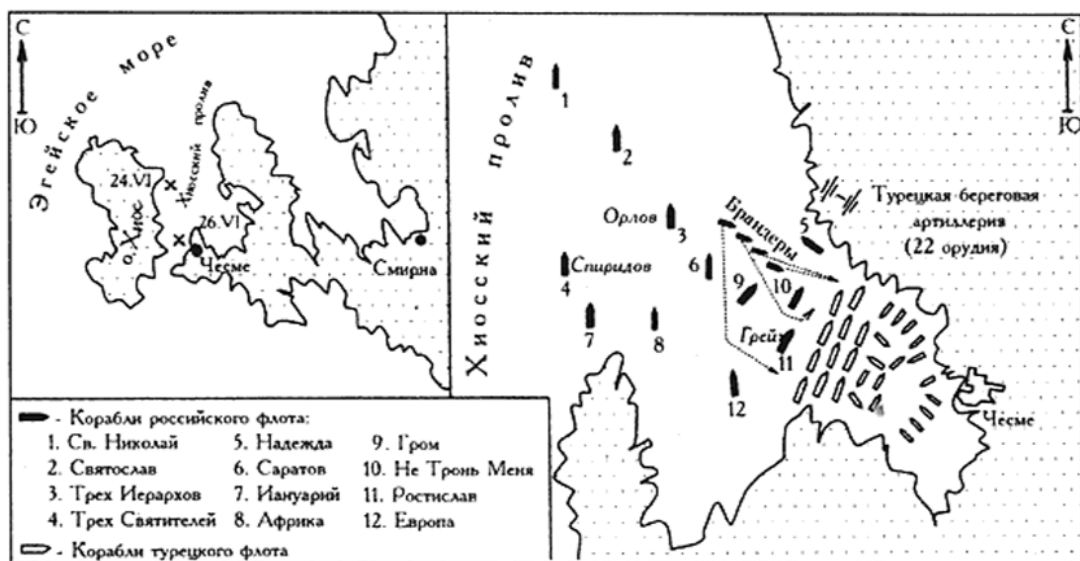 С
Ю
Эгейское море
Хиосский пролив
24.VI
о. Хиос
26.VI
Чесме
Смирна
С
Ю
Хиосский пролив
1
2
Орлов
3
Спиридов
4
Брандеры
5
6
7
8
9
10
Грейг
11
12
Турецкая береговая
артиллерия
(22 орудия)
Чесме
- Корабли российского флота:
1. Св. Николай
2. Святослав
3. Трех Иерархов
4. Трех Святителей
5. Надежда
6. Саратов
7. Иануарий
8. Африка
9. Гром
10. Не Тронь Меня
11. Ростислав
12. Европа
- Корабли турецкого флота